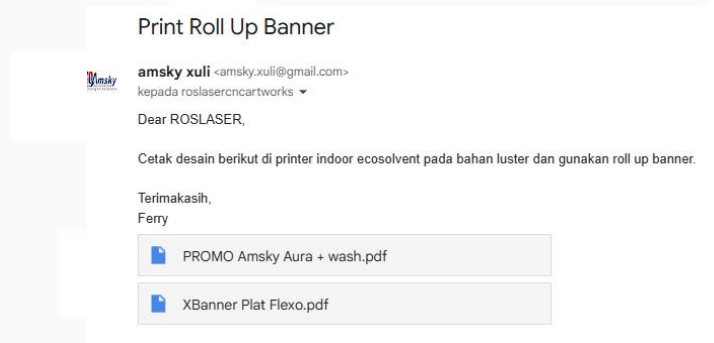 Print Roll Up Banner
Amsky
amsky xuli <amsky.xuli@gmail.com>
kepada roslasercncartworks
Dear ROSLASER,
Cetak desain berikut di printer indoor ecosolvent pada bahan luster dan gunakan roll up banner.
Terimakasih,
Ferry
PROMO Amsky Aura + wash.pdf
XBanner Plat Flexo.pdf